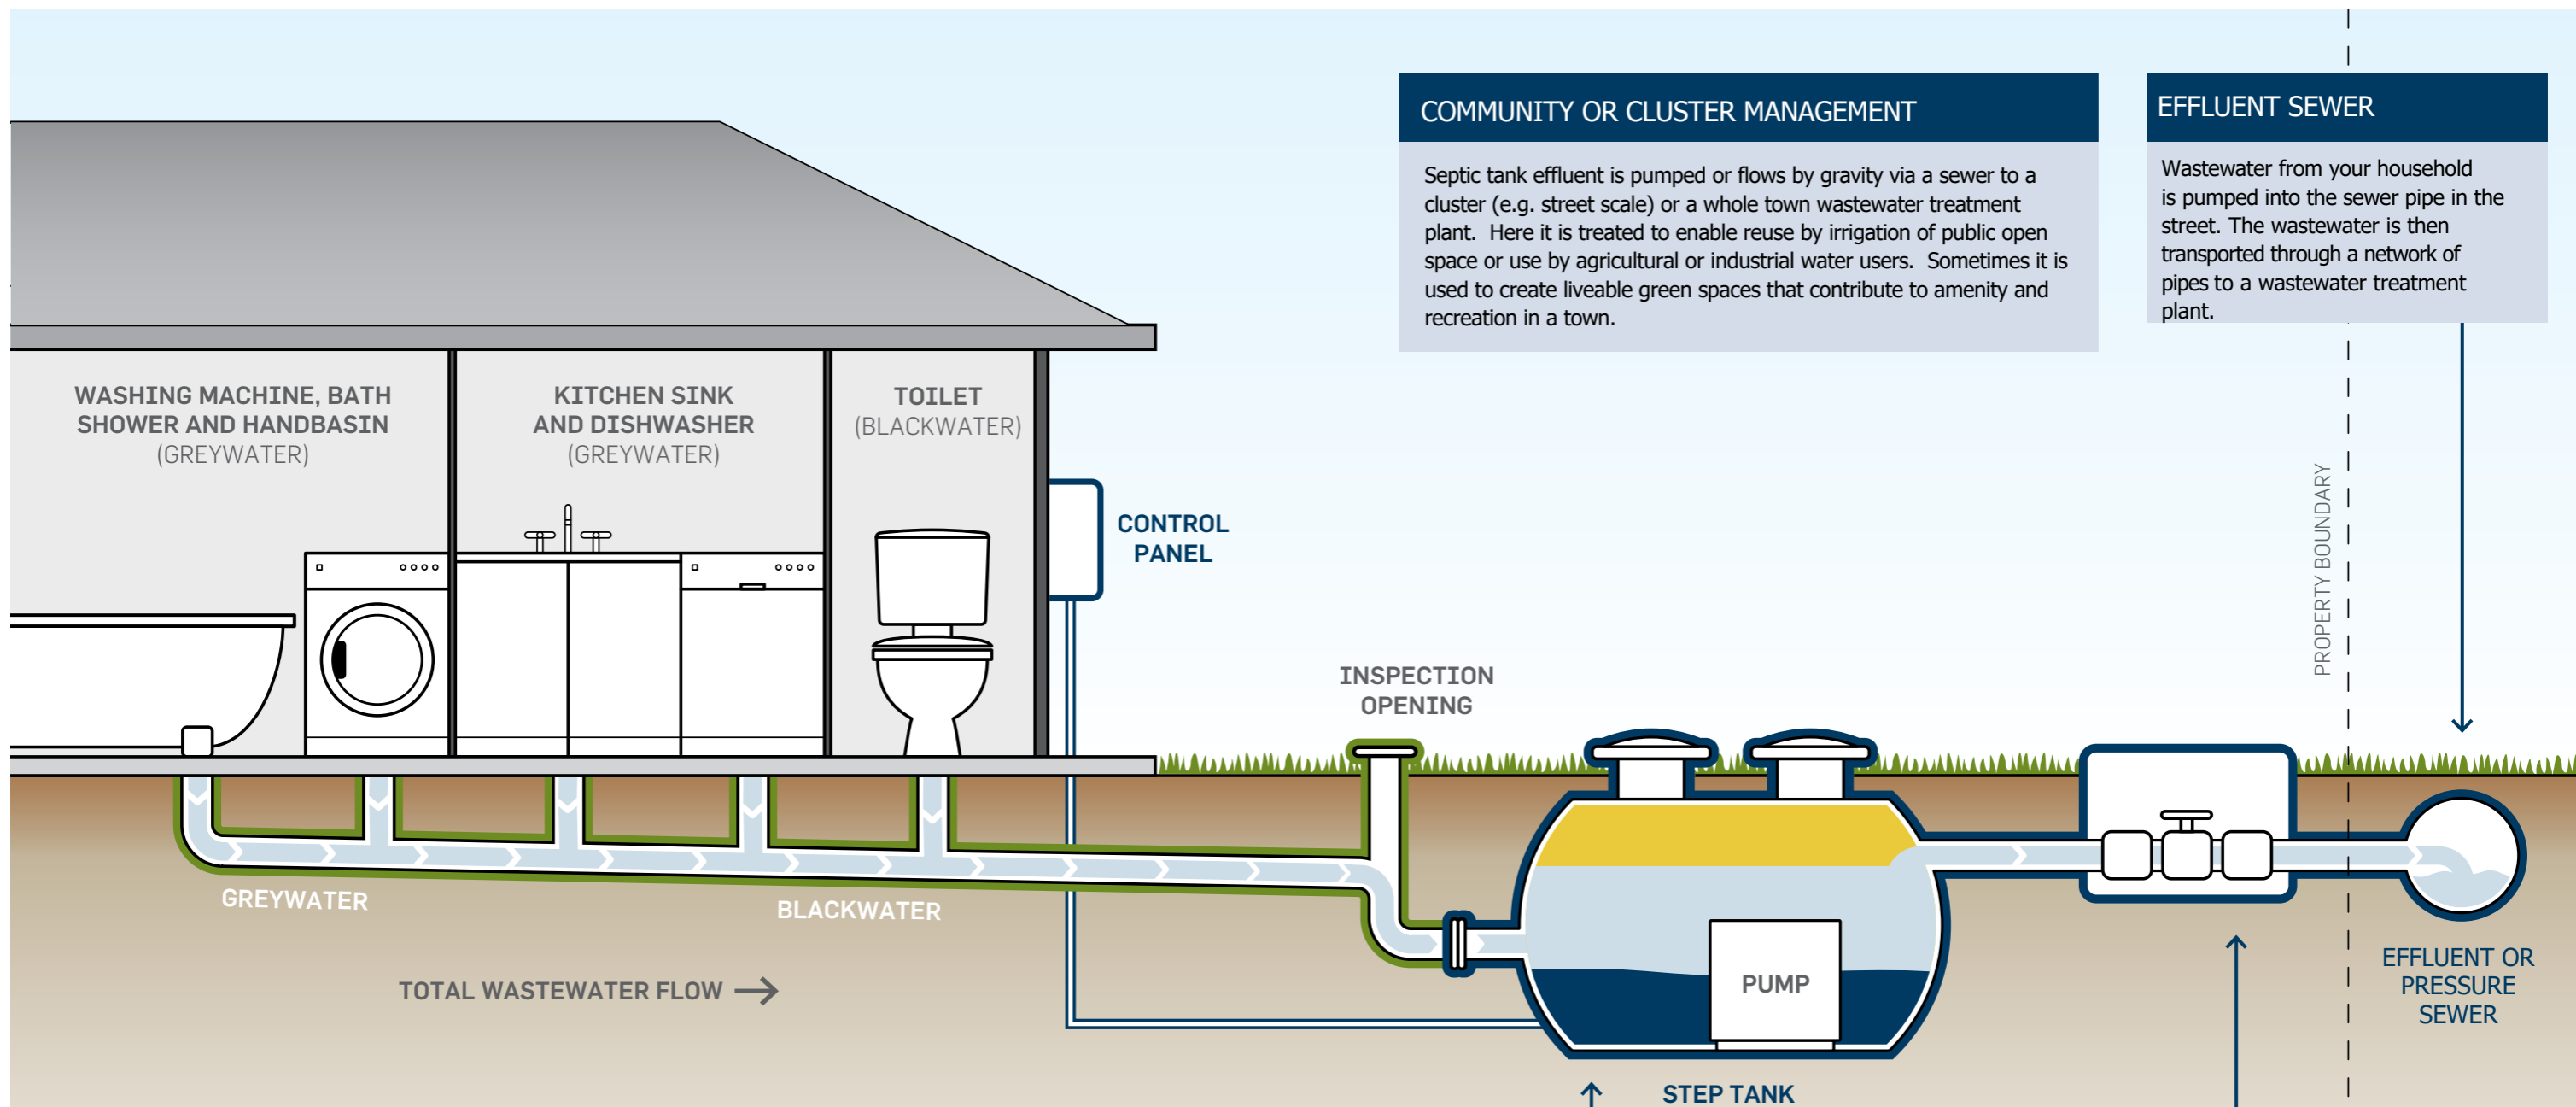 COMMUNITY OR CLUSTER MANAGEMENT
Septic tank effluent is pumped or flows by gravity via a sewer to a
cluster (e.g. street scale) or a whole town wastewater treatment
plant.  Here it is treated to enable reuse by irrigation of public open
space or use by agricultural or industrial water users.  Sometimes it is
used to create liveable green spaces that contribute to amenity and
recreation in a town.
EFFLUENT SEWER
Wastewater from your household
is pumped into the sewer pipe in the
street. The wastewater is then
transported through a network of
pipes to a wastewater treatment
plant.
WASHING MACHINE, BATH
SHOWER AND HANDBASIN
(GREYWATER)
KITCHEN SINK
AND DISHWASHER
(GREYWATER)
TOILET
(BLACKWATER)
CONTROL
PANEL
PROPERTY BOUNDARY
INSPECTION
OPENING
GREYWATER
BLACKWATER
TOTAL WASTEWATER FLOW
PUMP
EFFLUENT OR
PRESSURE
SEWER
STEP TANK